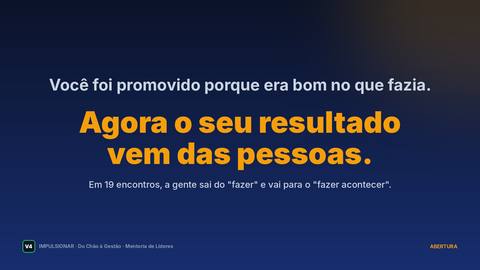 Você foi promovido porque era bom no que fazia.
Agora o seu resultado
vem das pessoas.
Em 19 encontros, a gente sai do "fazer" e vai para o "fazer acontecer".
V4 IMPULSIONAR · Do Chão à Gestão · Mentoria de Líderes
ABERTURA